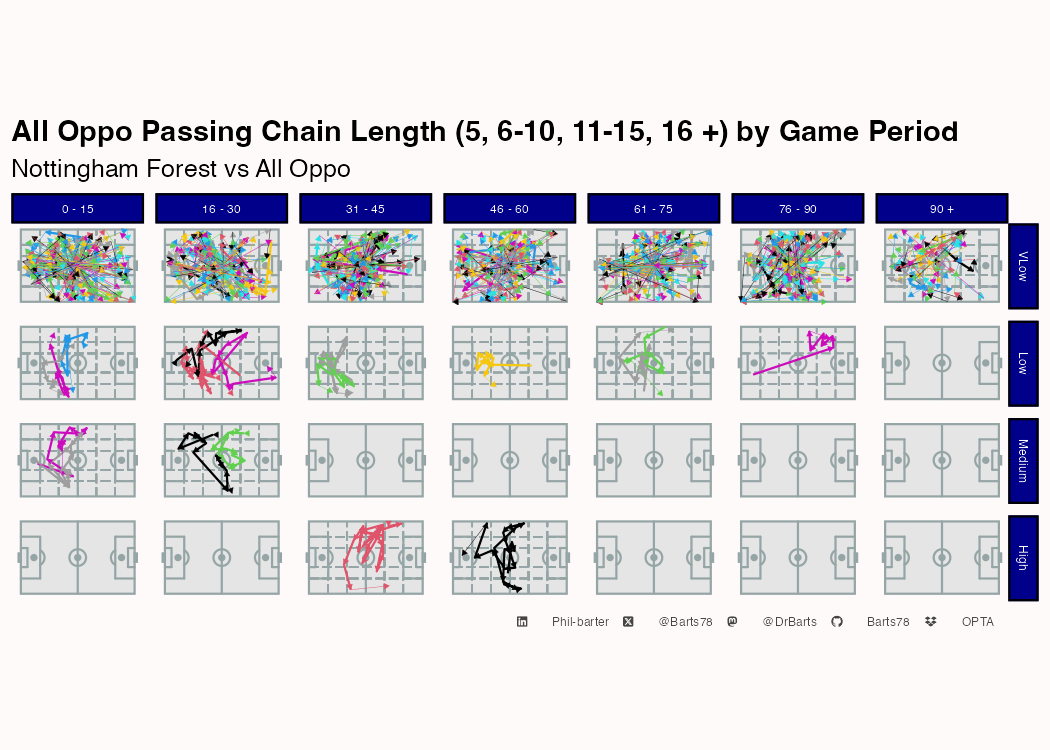 All Oppo Passing Chain Length (5, 6-10, 11-15, 16 +) by Game Period
Nottingham Forest vs All Oppo
0 - 15 16 - 30 31 - 45 46 - 60 61 - 75 76 - 90 90 +
VLow
Low
Medium
High
Phil-barter @Barts78 @DrBarts Barts78 OPTA